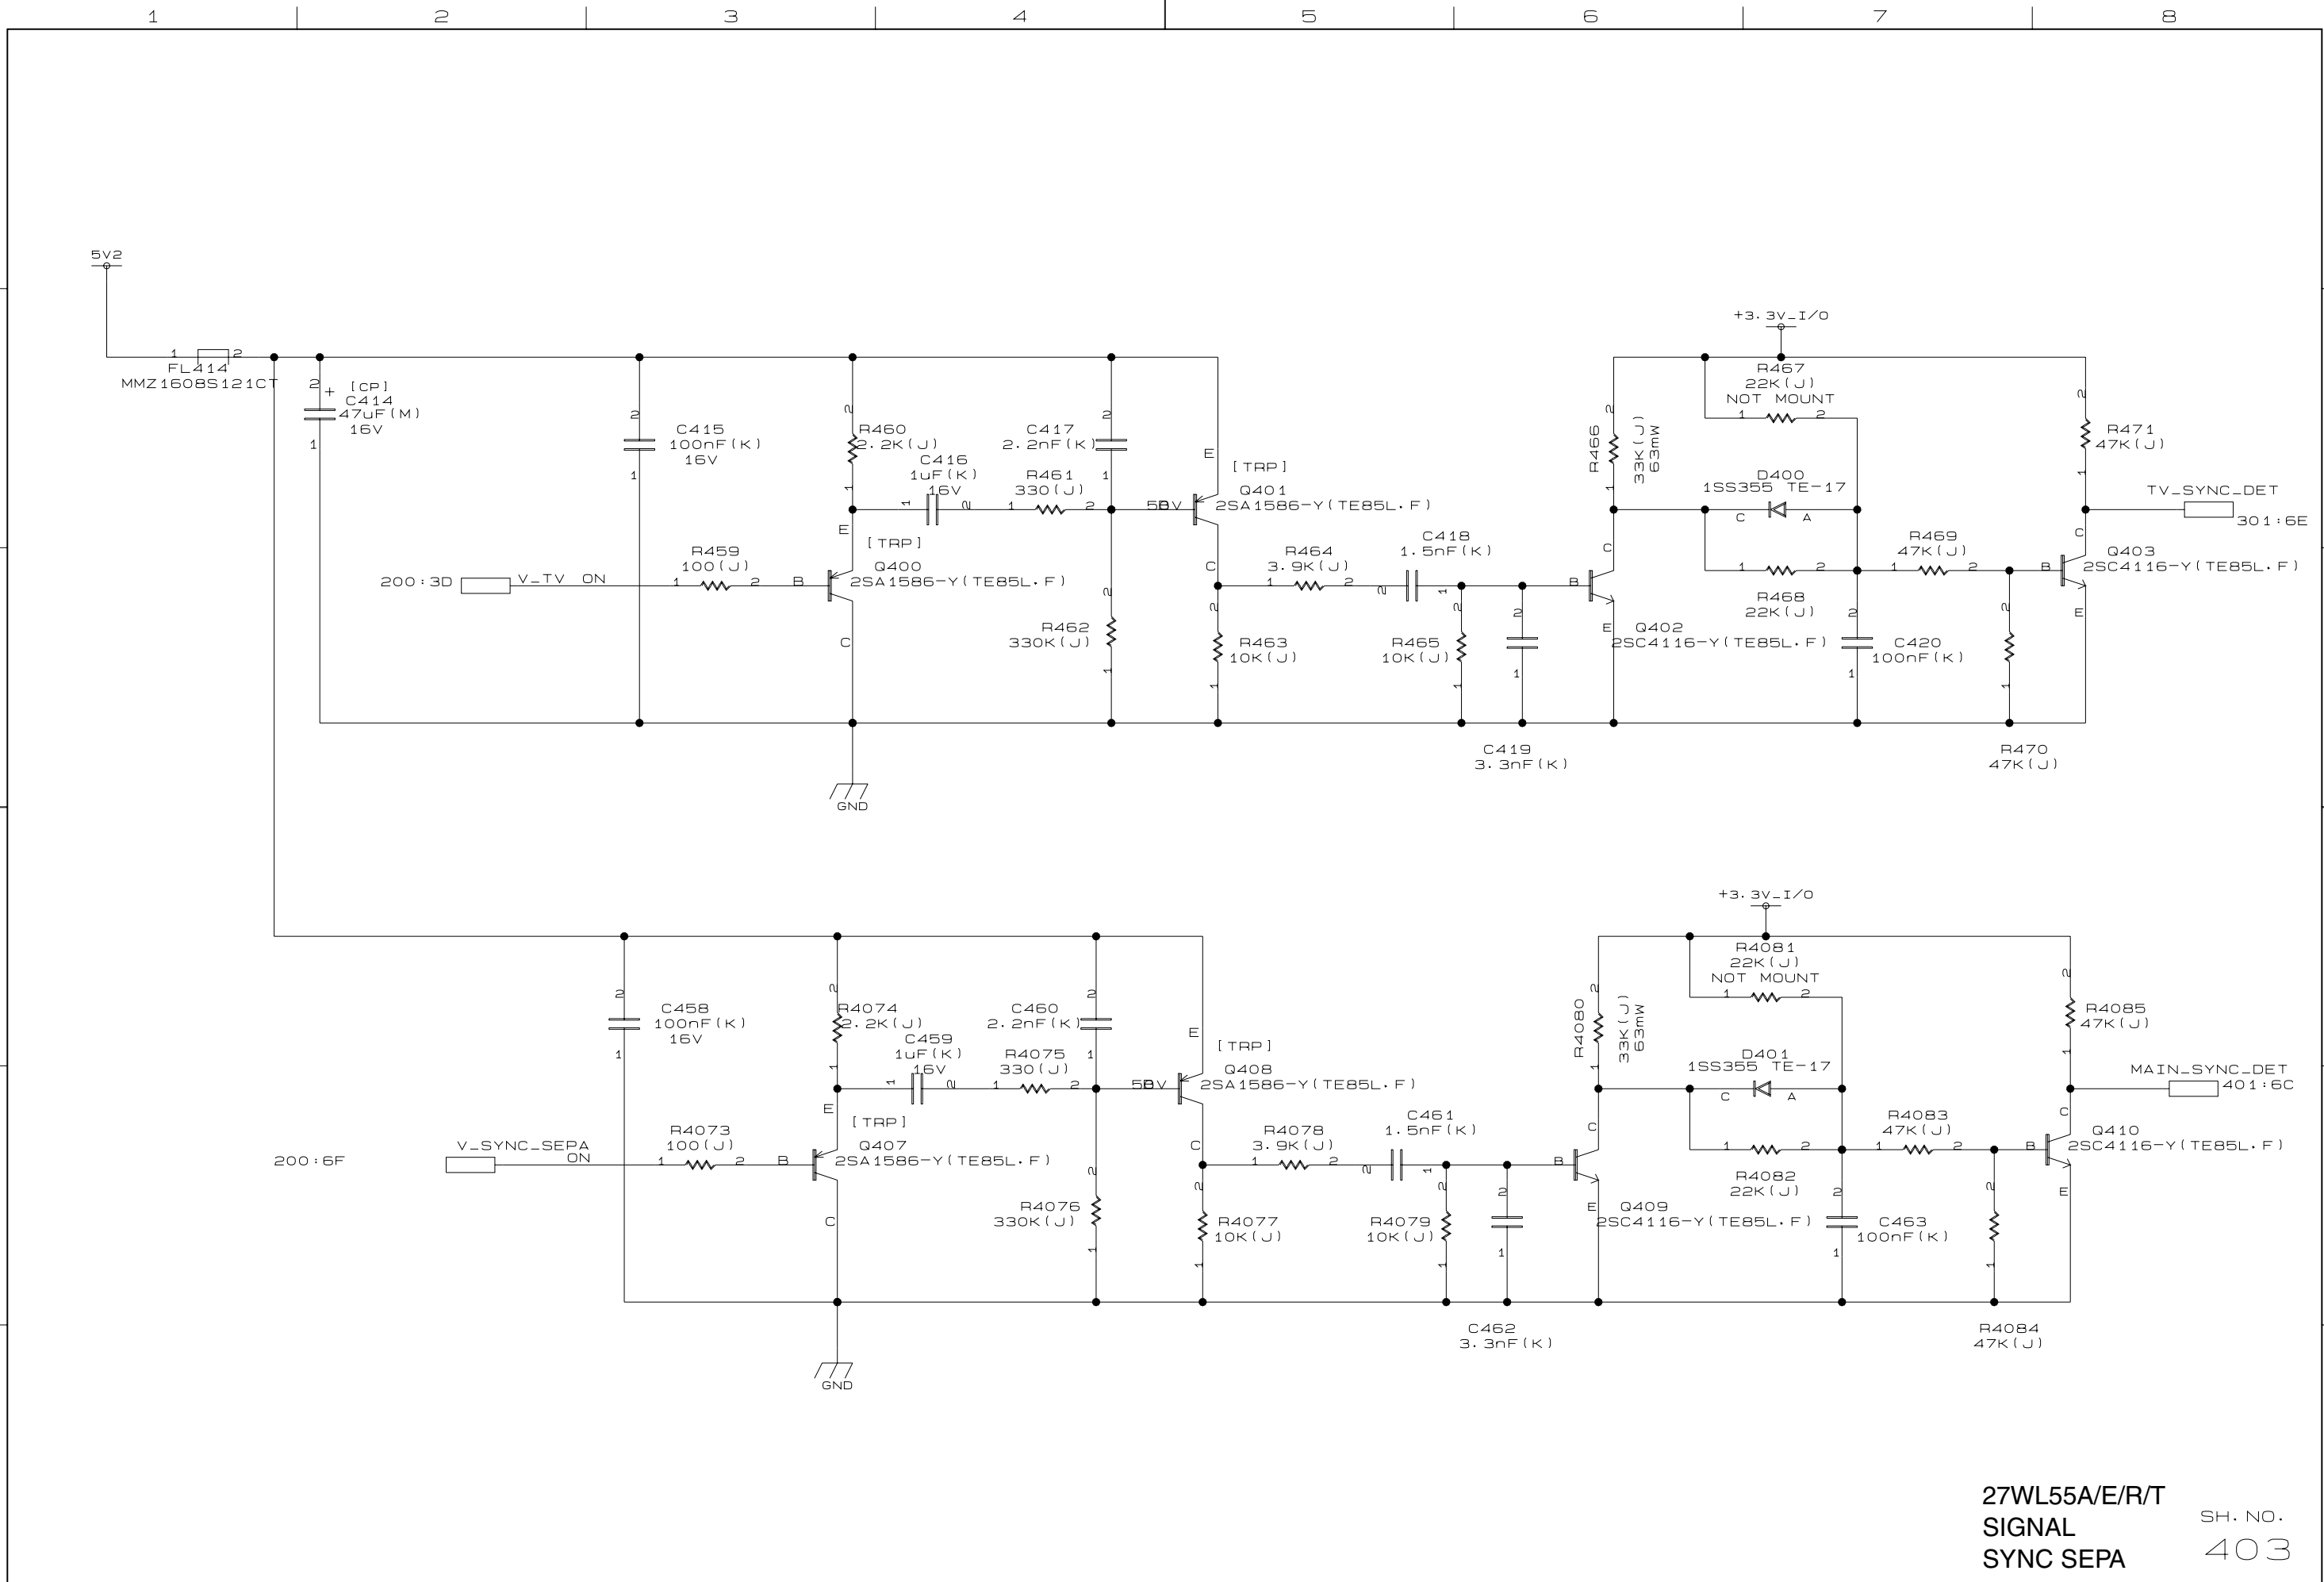 1 2 3 4 5 6 7 8
5V2
+3.3V_I/O
1 2
FL414
MMZ1608S121CT
2 + [CP]
C414
47uF(M)
16V
1
2
C415
100nF(K)
16V
1
2
R460
2.2K(J)
1
C416
1uF(K)
16V
1 2
2
C417
2.2nF(K)
1
R461
330(J)
1 2
E
[TRP]
Q401
2SA1586-Y(TE85L.F)
C
200:3D
V_TV ON
R459
100(J)
1 2
B
E
[TRP]
Q400
2SA1586-Y(TE85L.F)
C
2
R462
330K(J)
1
2
R463
10K(J)
1
R464
3.9K(J)
1 2
C418
1.5nF(K)
2 1
2
R465
10K(J)
1
2
1
C419
3.3nF(K)
2
R466
33K(J)
63mW
1
C
B
E
Q402
2SC4116-Y(TE85L.F)
R467
22K(J)
NOT MOUNT
1 2
D400
1SS355 TE-17
C A
1 2
R468
22K(J)
2
C420
100nF(K)
1
R469
47K(J)
1 2
2
1
R470
47K(J)
2
R471
47K(J)
1
TV_SYNC_DET
301:6E
C
Q403
2SC4116-Y(TE85L.F)
B
E
GND
+3.3V_I/O
2
C458
100nF(K)
16V
1
2
R4074
2.2K(J)
1
C459
1uF(K)
16V
1 2
2
C460
2.2nF(K)
1
R4075
330(J)
1 2
E
[TRP]
Q408
2SA1586-Y(TE85L.F)
C
200:6F
V_SYNC_SEPA
ON
R4073
100(J)
1 2
B
E
[TRP]
Q407
2SA1586-Y(TE85L.F)
C
2
R4076
330K(J)
1
2
R4077
10K(J)
1
R4078
3.9K(J)
1 2
C461
1.5nF(K)
2 1
2
R4079
10K(J)
1
2
1
C462
3.3nF(K)
2
R4080
33K(J)
63mW
1
C
B
E
Q409
2SC4116-Y(TE85L.F)
R4081
22K(J)
NOT MOUNT
1 2
D401
1SS355 TE-17
C A
1 2
R4082
22K(J)
2
C463
100nF(K)
1
R4083
47K(J)
1 2
2
1
R4084
47K(J)
2
R4085
47K(J)
1
MAIN_SYNC_DET
401:6C
C
Q410
2SC4116-Y(TE85L.F)
B
E
GND
27WL55A/E/R/T
SIGNAL
SYNC SEPA
SH.NO.
403